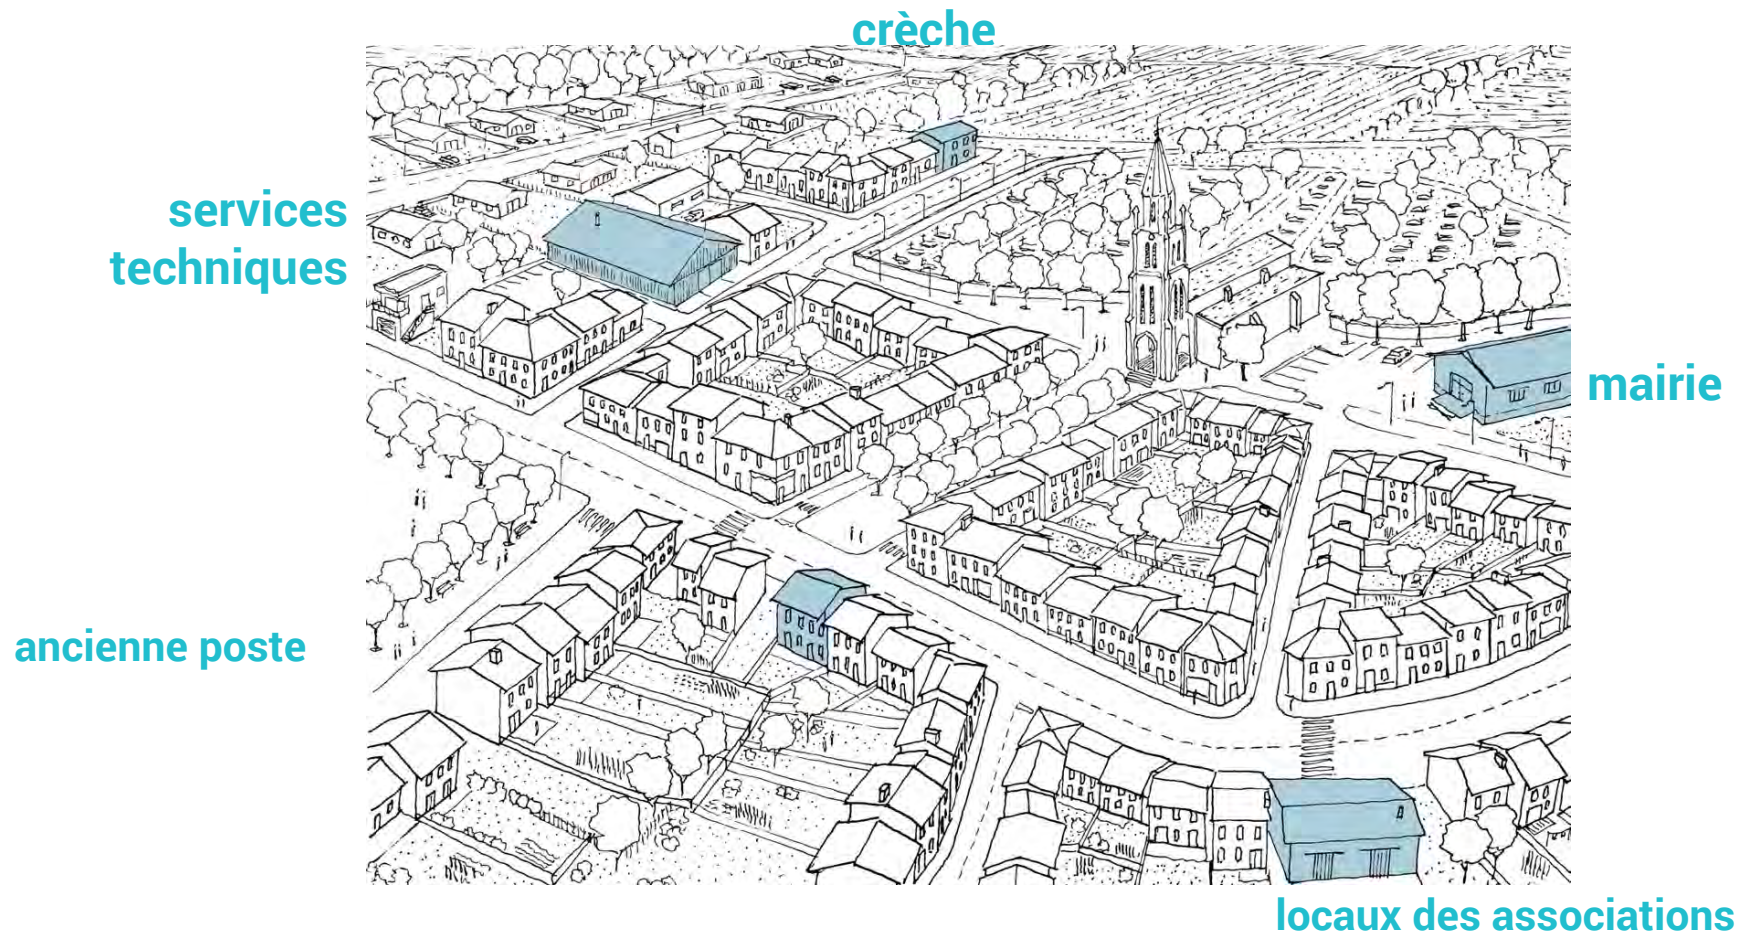 crèche
services
techniques
mairie
ancienne poste
locaux des associations